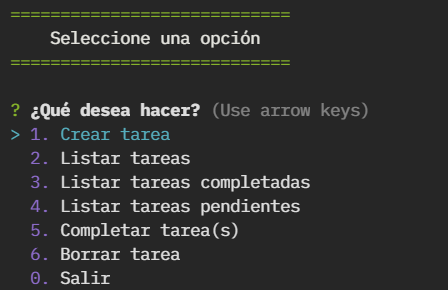 ============================
Seleccione una opción
============================
? ¿Qué desea hacer? (Use arrow keys)
> 1. Crear tarea
2. Listar tareas
3. Listar tareas completadas
4. Listar tareas pendientes
5. Completar tarea(s)
6. Borrar tarea
0. Salir